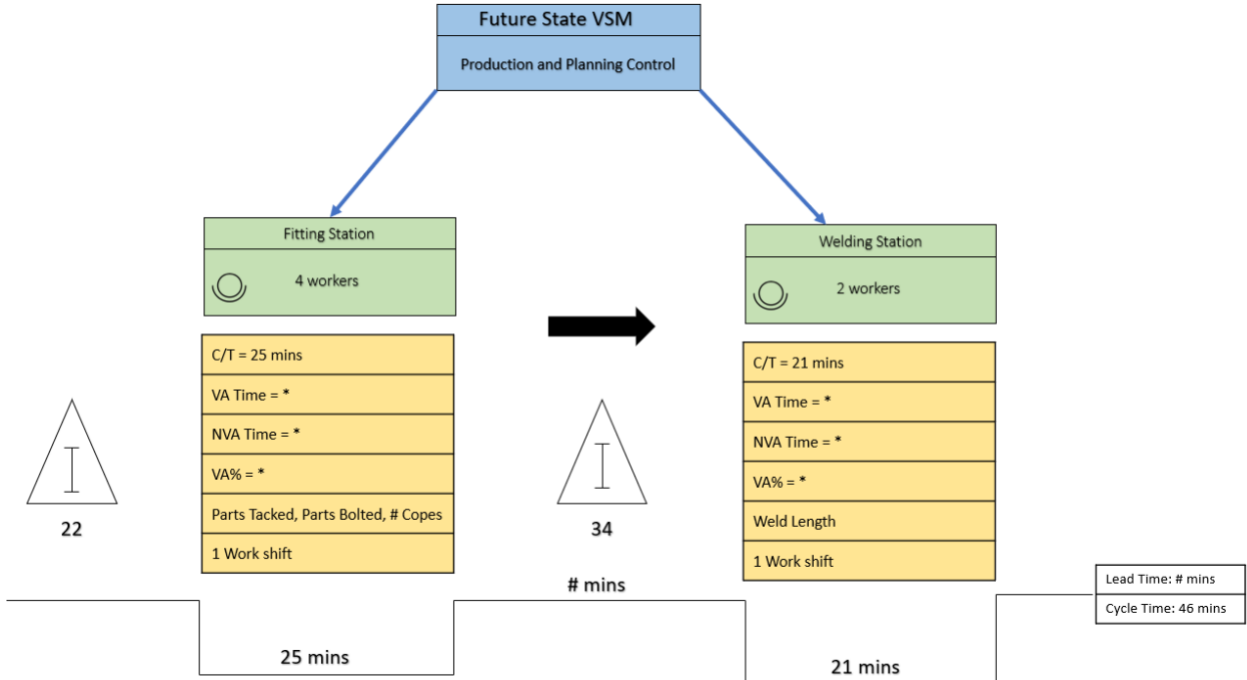 Future State VSM
Production and Planning Control
Fitting Station
4 workers
C/T = 25 mins
VA Time = *
NVA Time = *
VA% = *
Parts Tacked, Parts Bolted, # Copes
1 Work shift
Welding Station
2 workers
C/T = 21 mins
VA Time = *
NVA Time = *
VA% = *
Weld Length
1 Work shift
I
22
I
34
# mins
25 mins
21 mins
Lead Time: # mins
Cycle Time: 46 mins